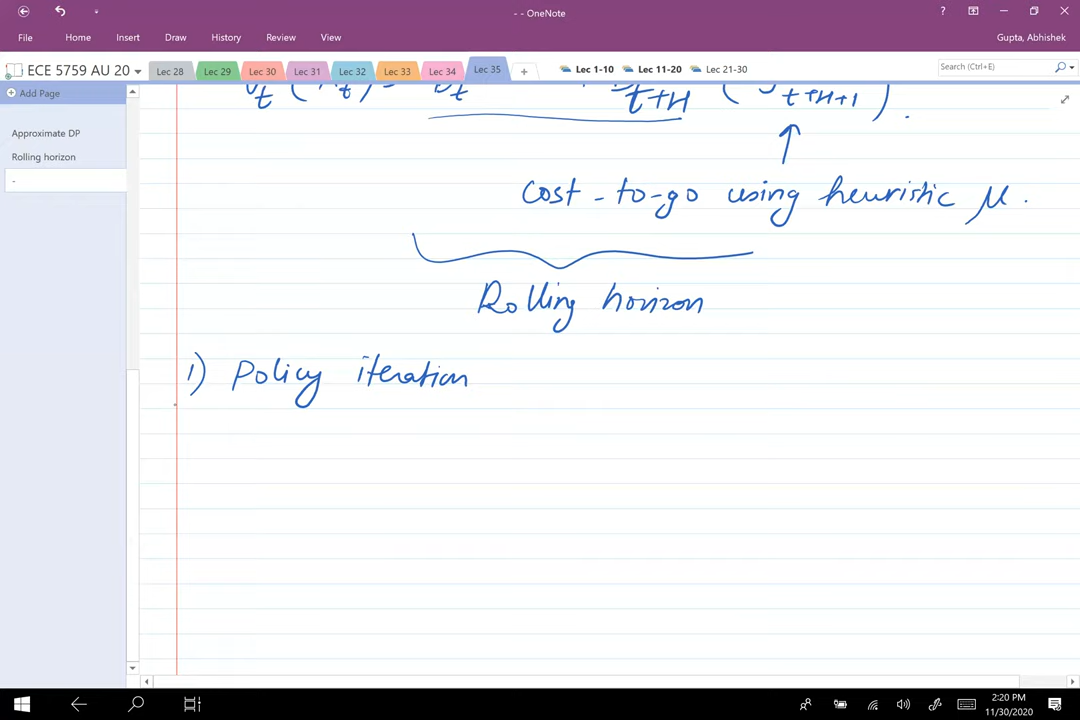 - - OneNote
?
File Home Insert Draw History Review View
Gupta, Abhishek
ECE 5759 AU 20 Lec 28 Lec 29 Lec 30 Lec 31 Lec 32 Lec 33 Lec 34 Lec 35 + Lec 1-10 Lec 11-20 Lec 21-30
Search (Ctrl+E)
Add Page
Approximate DP
Rolling horizon
-
t t t t+H ( t+H+1 ) .
cost-to-go using heuristic μ .
Rolling horizon
1) Policy iteration
2:20 PM
11/30/2020